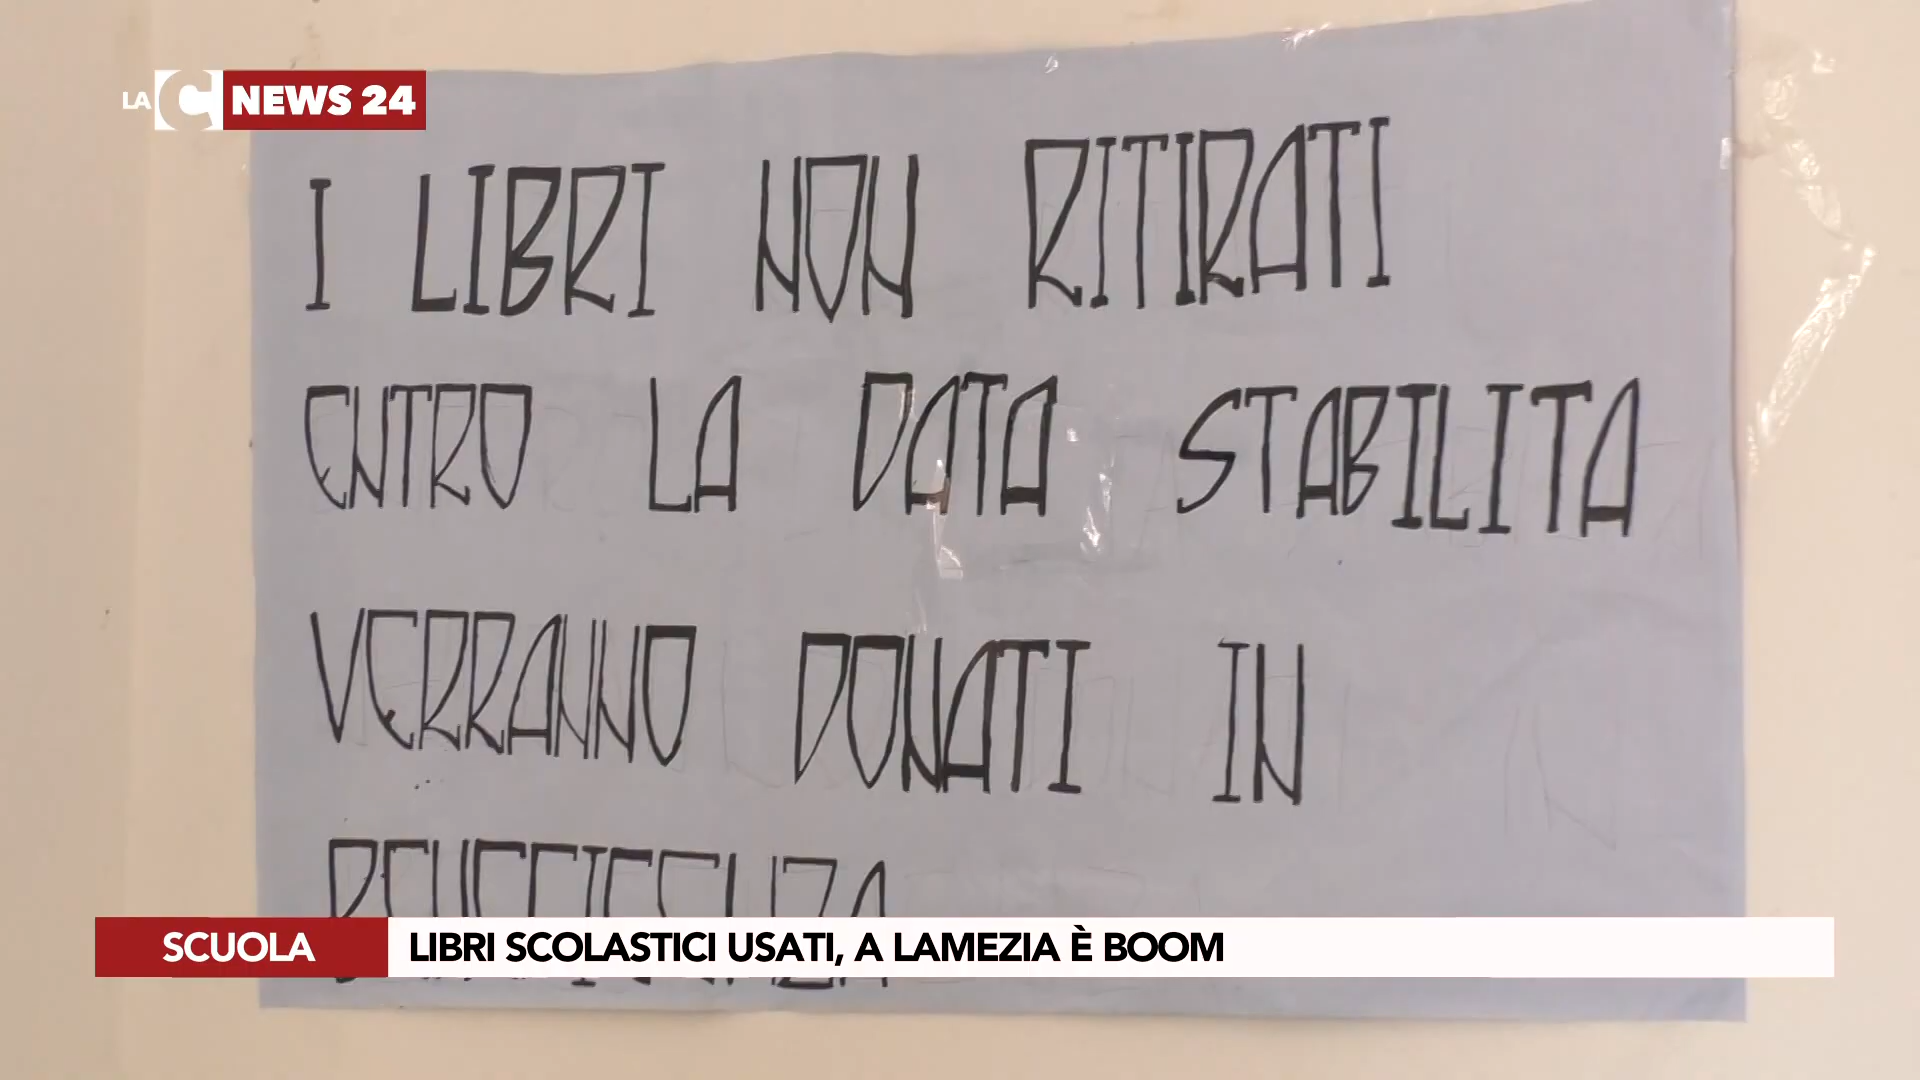 LA C NEWS 24
I LIBRI NON RITIRATI
ENTRO LA DATA STABILITA
VERRANNO DONATI IN
BENEFICENZA
SCUOLA LIBRI SCOLASTICI USATI, A LAMEZIA È BOOM